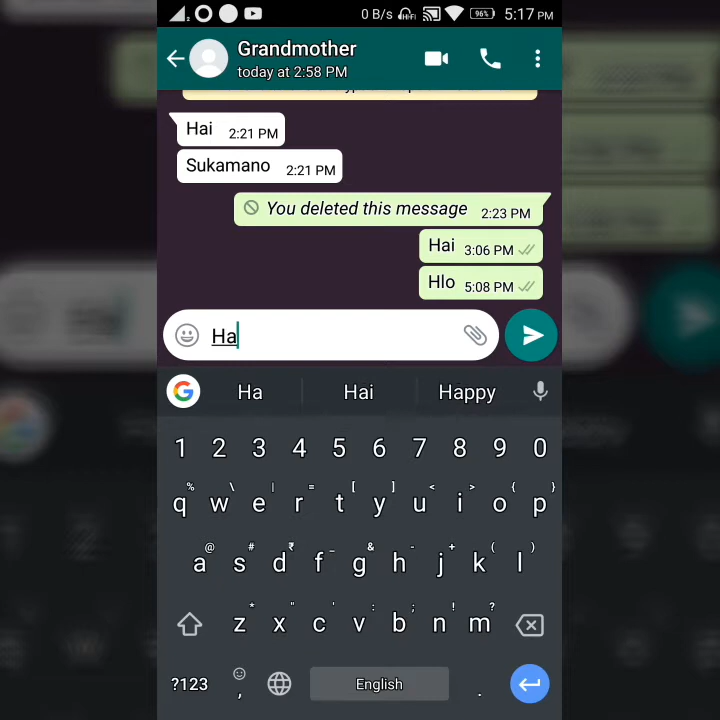 0 B/s HiFi 96% 5:17 PM
Grandmother
today at 2:58 PM
Hai 2:21 PM
Sukamano 2:21 PM
You deleted this message 2:23 PM
Hai 3:06 PM
Hlo 5:08 PM
Ha
Ha Hai Happy
1 2 3 4 5 6 7 8 9 0
% \ | = [ ] < > { }
q w e r t y u i o p
@ # ₹ _ & - + ( )
a s d f g h j k l
* " ' : ; ! ?
z x c v b n m
?123 , English .